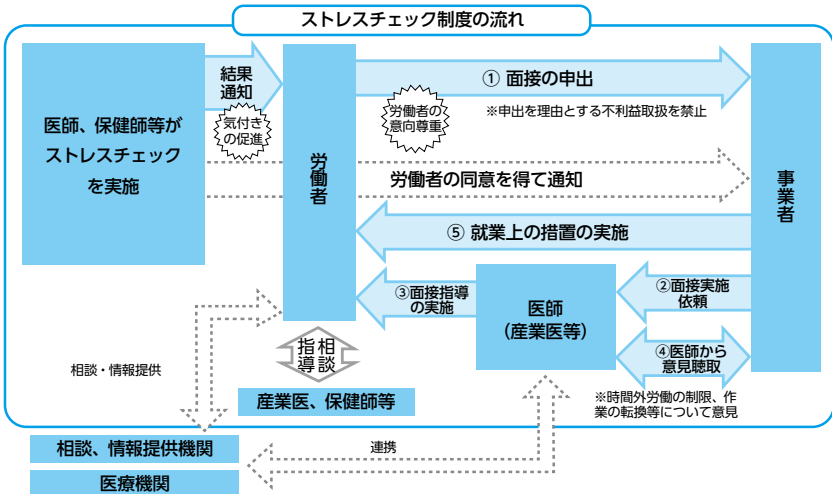 ストレスチェック制度の流れ
医師、保健師等が
ストレスチェック
を実施
結果
通知
気付き
の促進
労働者
① 面接の申出
労働者の
意向尊重
※申出を理由とする不利益取扱を禁止
労働者の同意を得て通知
事業者
⑤ 就業上の措置の実施
③面接指導
の実施
医師
（産業医等）
②面接実施
依頼
④医師から
意見聴取
※時間外労働の制限、作
業の転換等について意見
相談
指導
産業医、保健師等
相談・情報提供
相談、情報提供機関
医療機関
連携